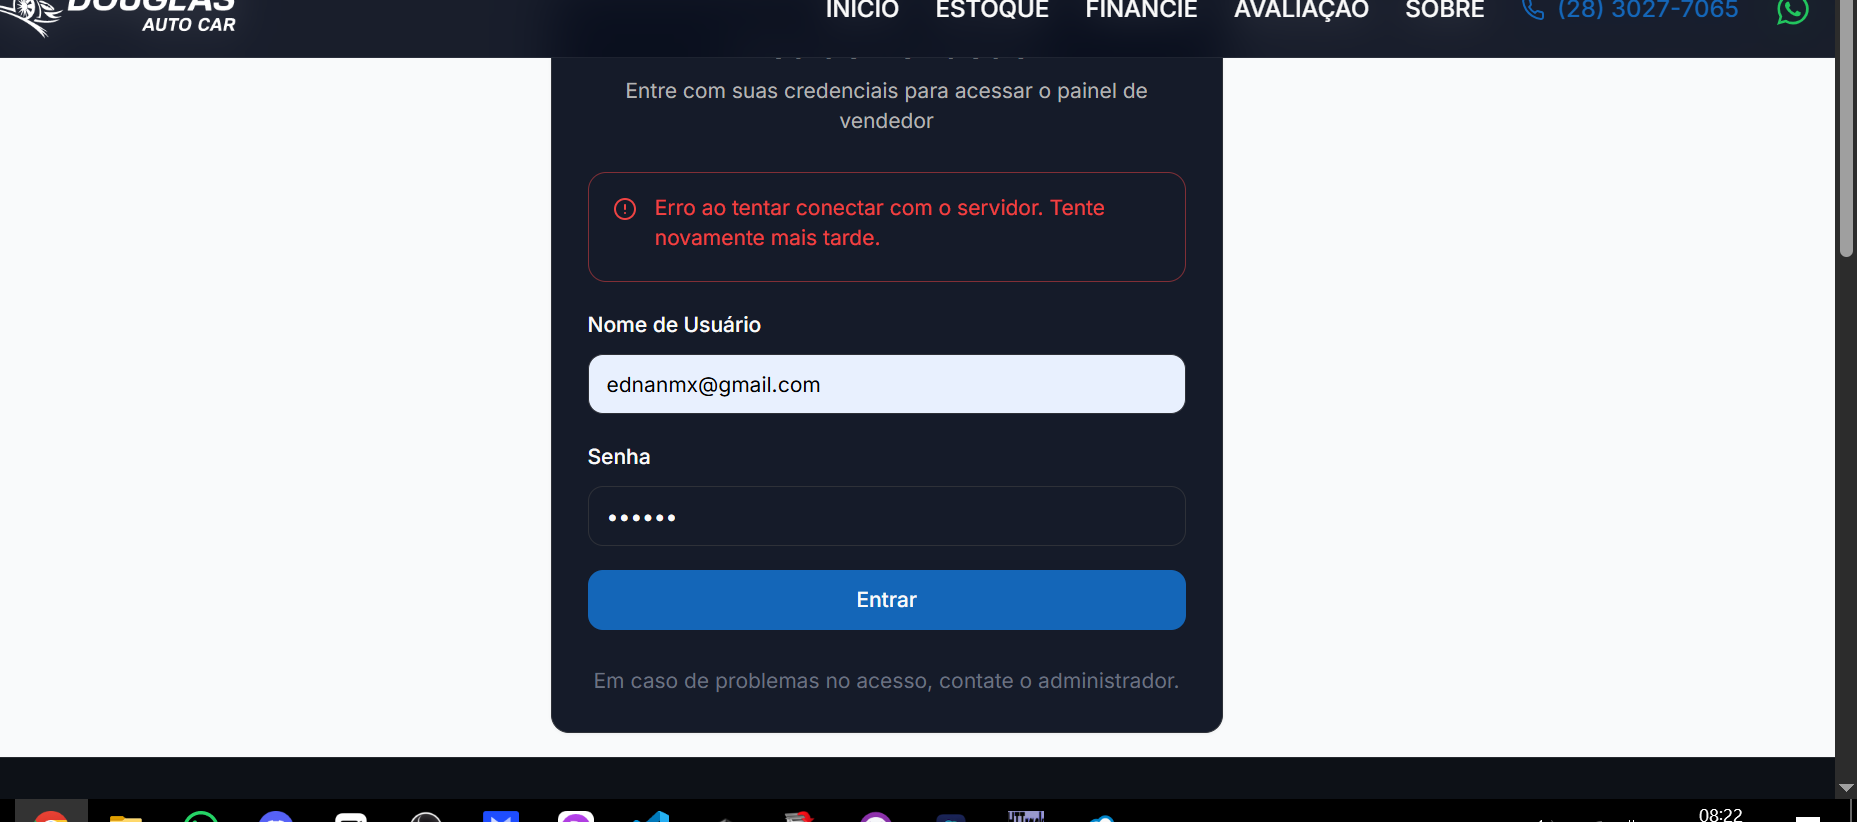 DOUGLAS
AUTO CAR
INÍCIO ESTOQUE FINANCIE AVALIAÇÃO SOBRE (28) 3027-7065
Entre com suas credenciais para acessar o painel de
vendedor
Erro ao tentar conectar com o servidor. Tente
novamente mais tarde.
Nome de Usuário
ednanmx@gmail.com
Senha
Entrar
Em caso de problemas no acesso, contate o administrador.
08:22